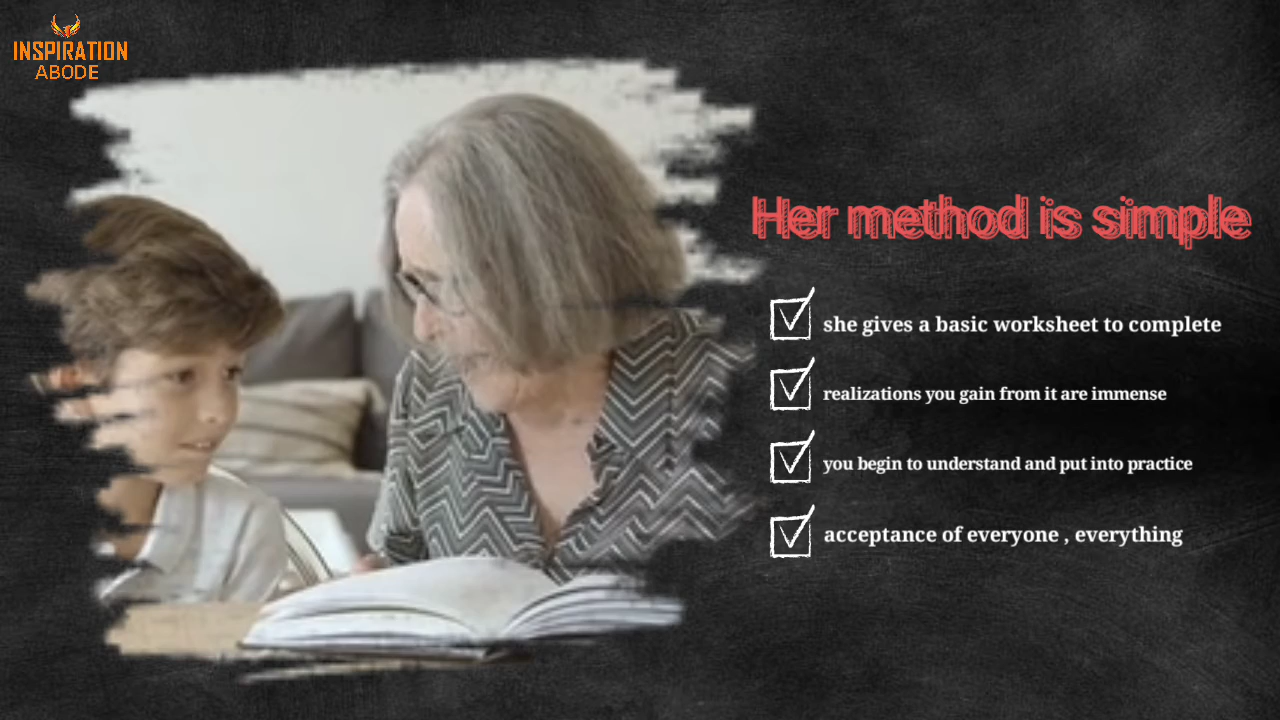 INSPIRATION
ABODE
Her method is simple
she gives a basic worksheet to complete
realizations you gain from it are immense
you begin to understand and put into practice
acceptance of everyone , everything